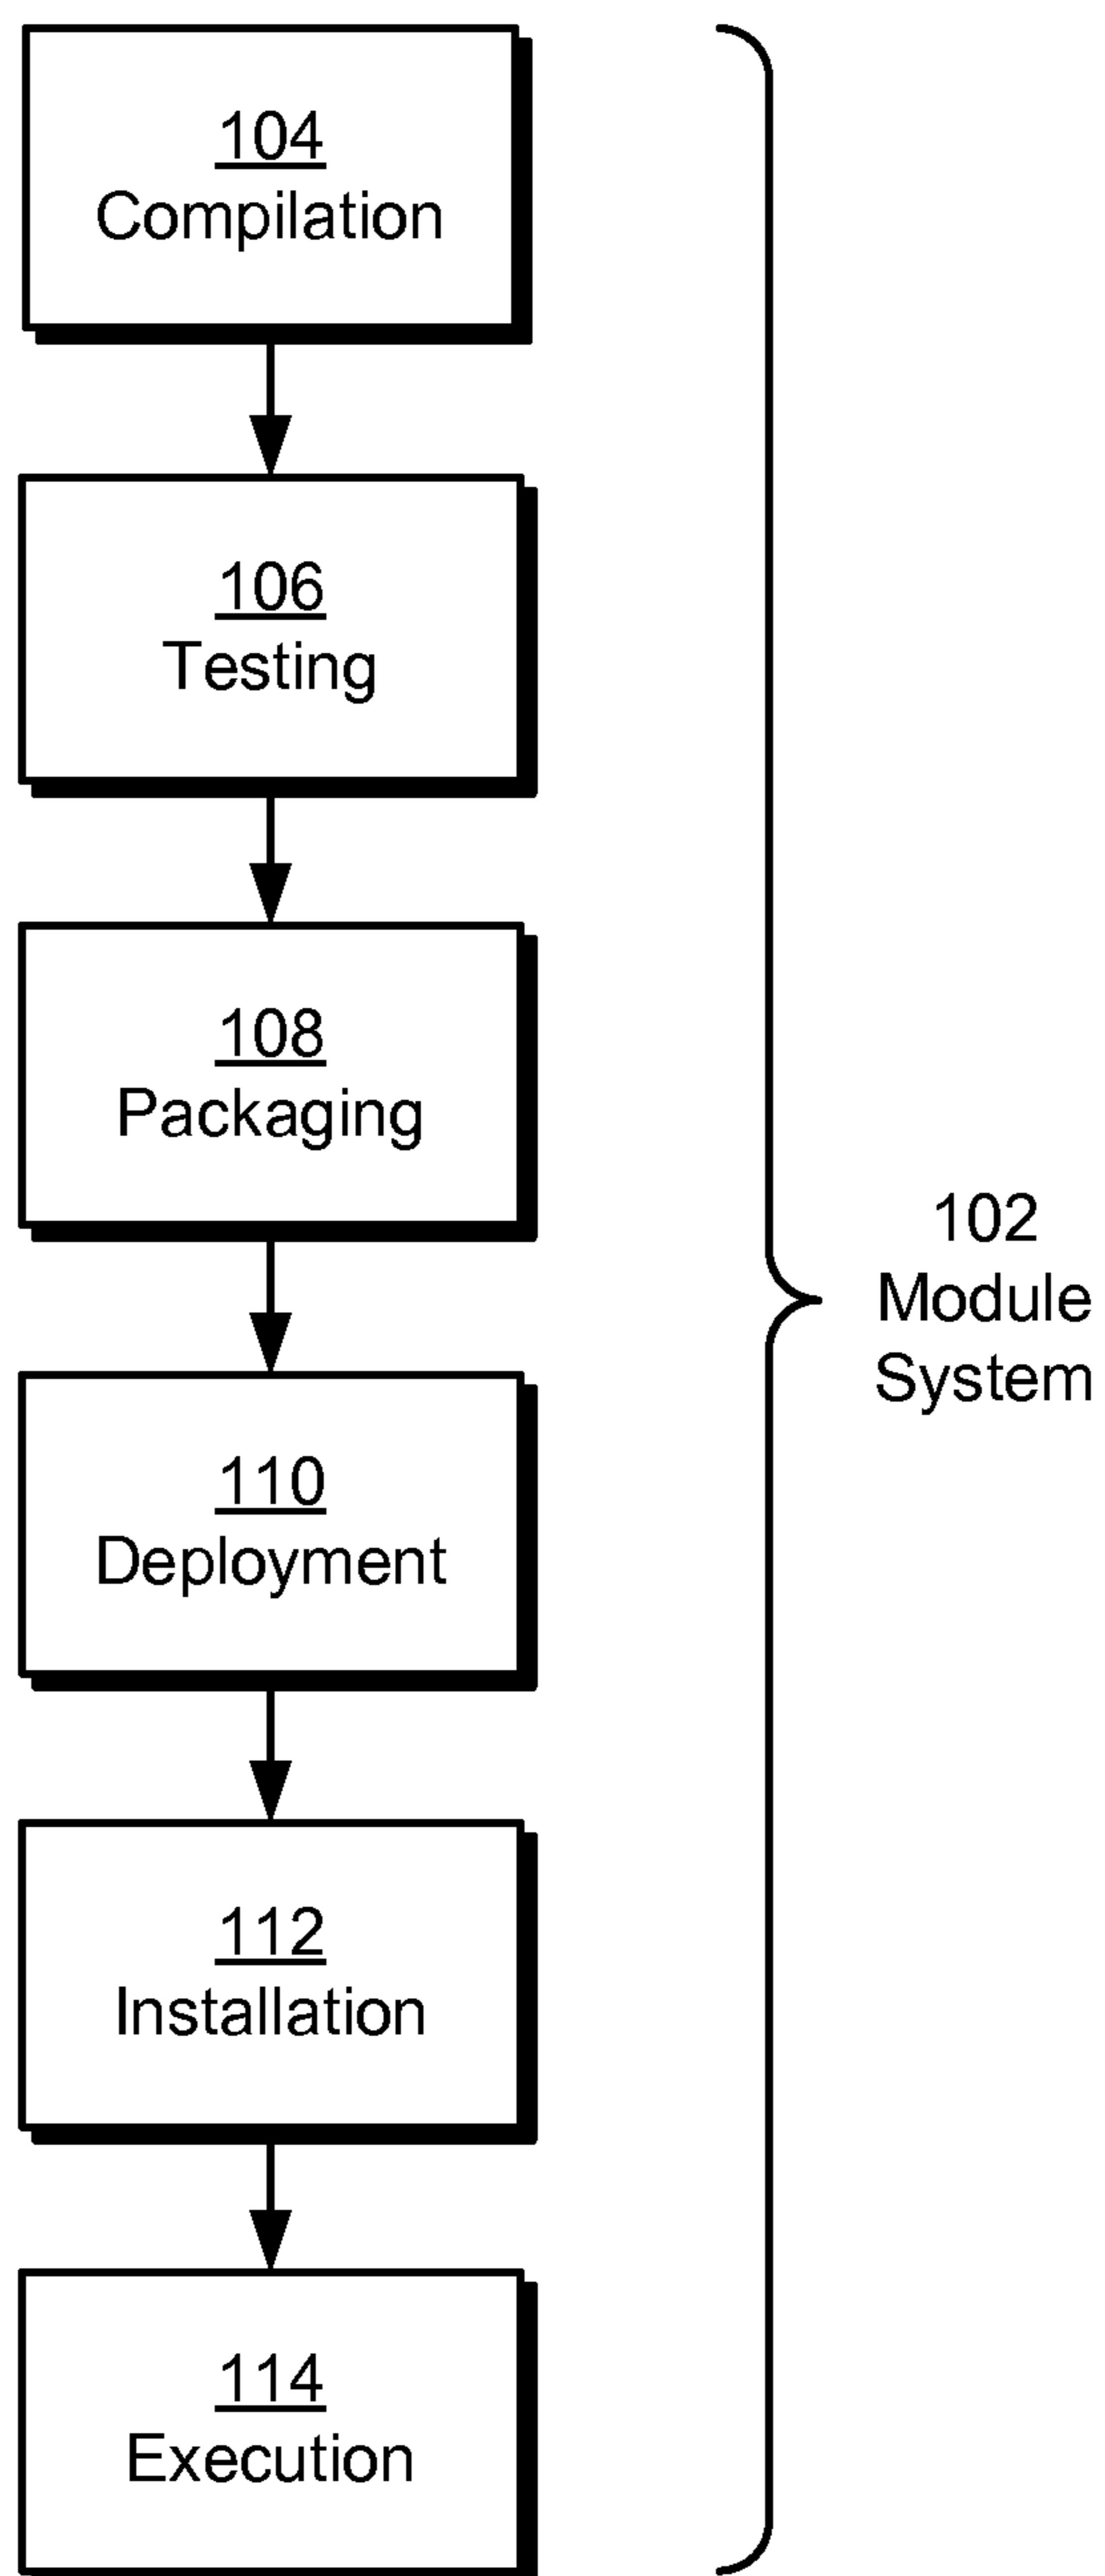 104
Compilation
106
Testing
108
Packaging
102
Module
System
110
Deployment
112
Installation
114
Execution